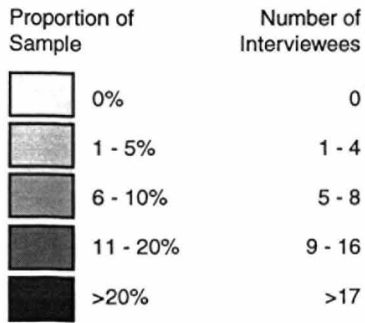 Proportion of Number of
Sample Interviewees
0% 0
1 - 5% 1 - 4
6 - 10% 5 - 8
11 - 20% 9 - 16
>20% >17